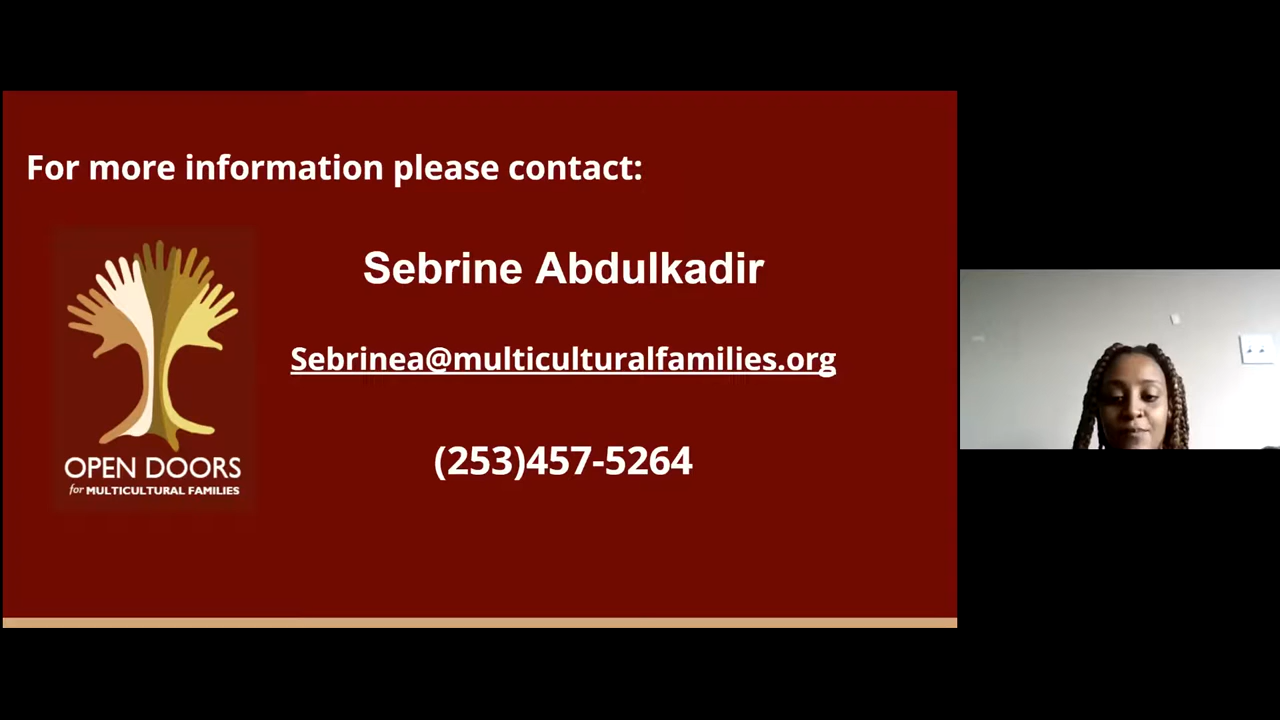 For more information please contact:
Sebrine Abdulkadir
Sebrinea@multiculturalfamilies.org
(253)457-5264
OPEN DOORS
for MULTICULTURAL FAMILIES